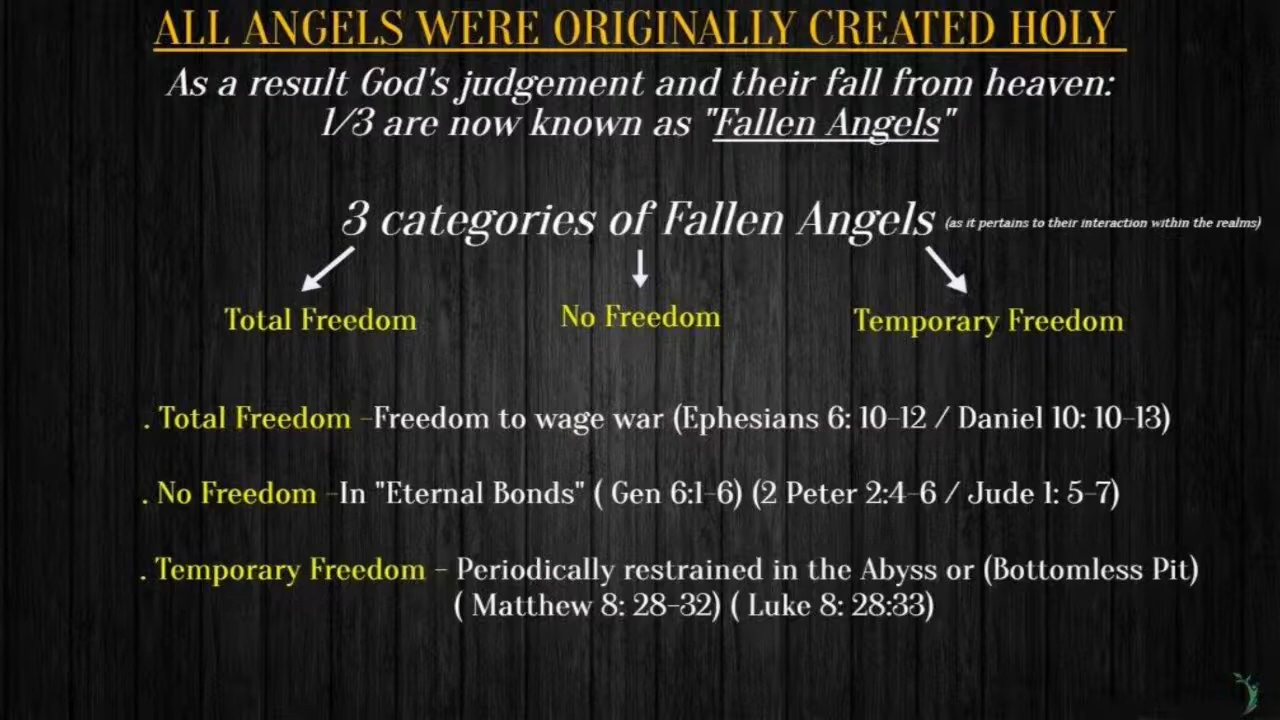 ALL ANGELS WERE ORIGINALLY CREATED HOLY
As a result God's judgement and their fall from heaven:
1/3 are now known as "Fallen Angels"
3 categories of Fallen Angels (as it pertains to their interaction within the realms)
Total Freedom No Freedom Temporary Freedom
. Total Freedom -Freedom to wage war (Ephesians 6: 10-12 / Daniel 10: 10-13)
. No Freedom -In "Eternal Bonds" ( Gen 6:1-6) (2 Peter 2:4-6 / Jude 1: 5-7)
. Temporary Freedom - Periodically restrained in the Abyss or (Bottomless Pit)
( Matthew 8: 28-32) ( Luke 8: 28:33)